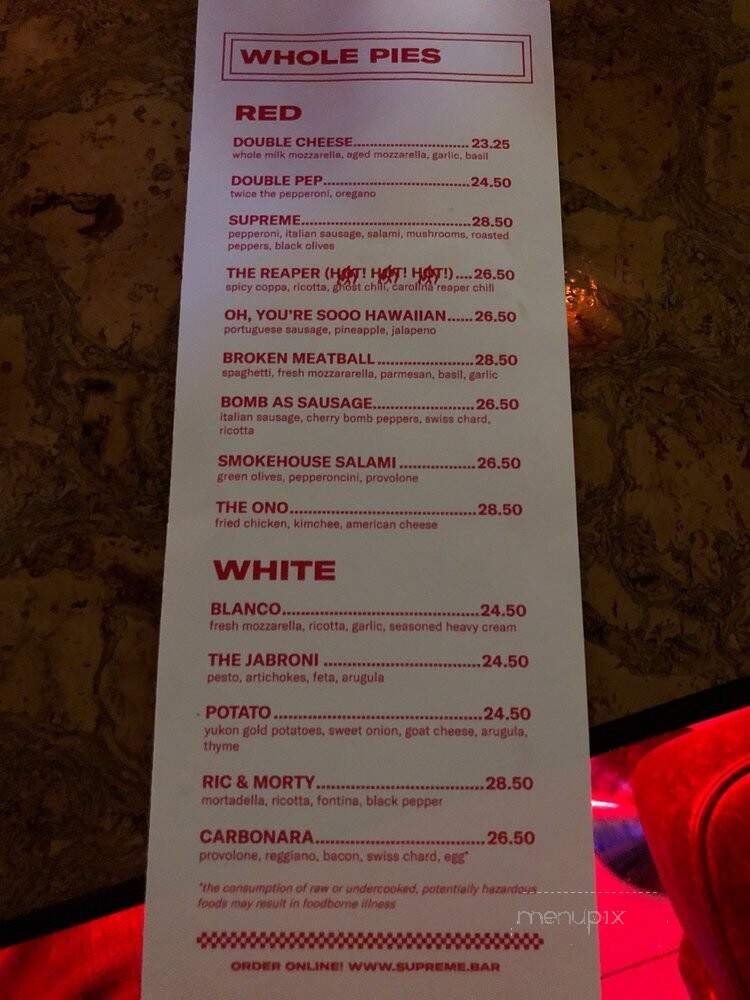 WHOLE PIES
RED
DOUBLE CHEESE.......................... 23.25
whole milk mozzarella, aged mozzarella, garlic, basil
DOUBLE PEP.................................24.50
twice the pepperoni, oregano
SUPREME......................................28.50
pepperoni, italian sausage, salami, mushrooms, roasted
peppers, black olives
THE REAPER (HOT! HOT! HOT!)....26.50
spicy coppa, ricotta, ghost chili, carolina reaper chili
OH, YOU'RE SOOO HAWAIIAN......26.50
portuguese sausage, pineapple, jalapeno
BROKEN MEATBALL......................28.50
spaghetti, fresh mozzararella, parmesan, basil, garlic
BOMB AS SAUSAGE.......................26.50
italian sausage, cherry bomb peppers, swiss chard,
ricotta
SMOKEHOUSE SALAMI..................26.50
green olives, pepperoncini, provolone
THE ONO.......................................28.50
fried chicken, kimchee, american cheese
WHITE
BLANCO........................................24.50
fresh mozzarella, ricotta, garlic, seasoned heavy cream
THE JABRONI................................24.50
pesto, artichokes, feta, arugula
POTATO.........................................24.50
yukon gold potatoes, sweet onion, goat cheese, arugula,
thyme
RIC & MORTY.................................28.50
mortadella, ricotta, fontina, black pepper
CARBONARA..................................26.50
provolone, reggiano, bacon, swiss chard, egg*
*the consumption of raw or undercooked, potentially hazardous
foods may result in foodborne illness
menupix
ORDER ONLINE! WWW.SUPREME.BAR